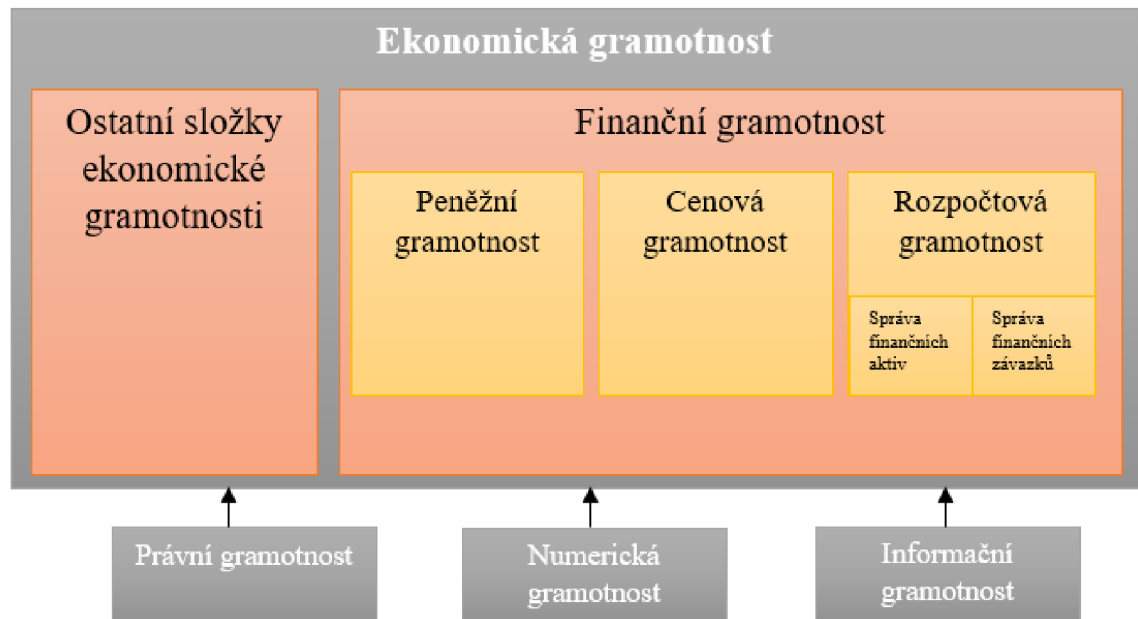 Ekonomická gramotnost
Ostatní složky
ekonomické
gramotnosti
Finanční gramotnost
Peněžní
gramotnost
Cenová
gramotnost
Rozpočtová
gramotnost
Správa
finančních
aktiv
Správa
finančních
závazků
Právní gramotnost
Numerická
gramotnost
Informační
gramotnost